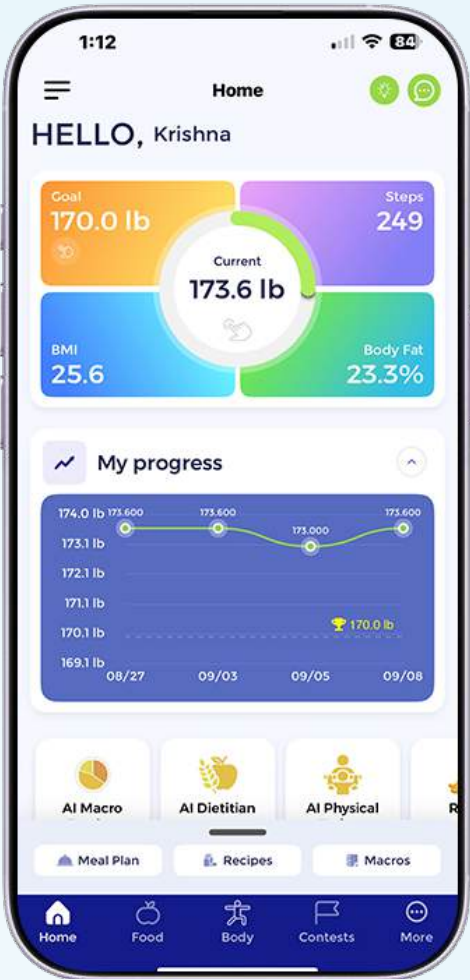 1:12
84
Home
HELLO, Krishna
Goal
170.0 lb
Steps
249
Current
173.6 lb
BMI
25.6
Body Fat
23.3%
My progress
174.0 lb 173.600 173.600 173.000 173.600
173.1 lb
172.1 lb
171.1 lb
170.1 lb 170.0 lb
169.1 lb
08/27 09/03 09/05 09/08
AI Macro
AI Dietitian
AI Physical
Meal Plan
Recipes
Macros
Home
Food
Body
Contests
More